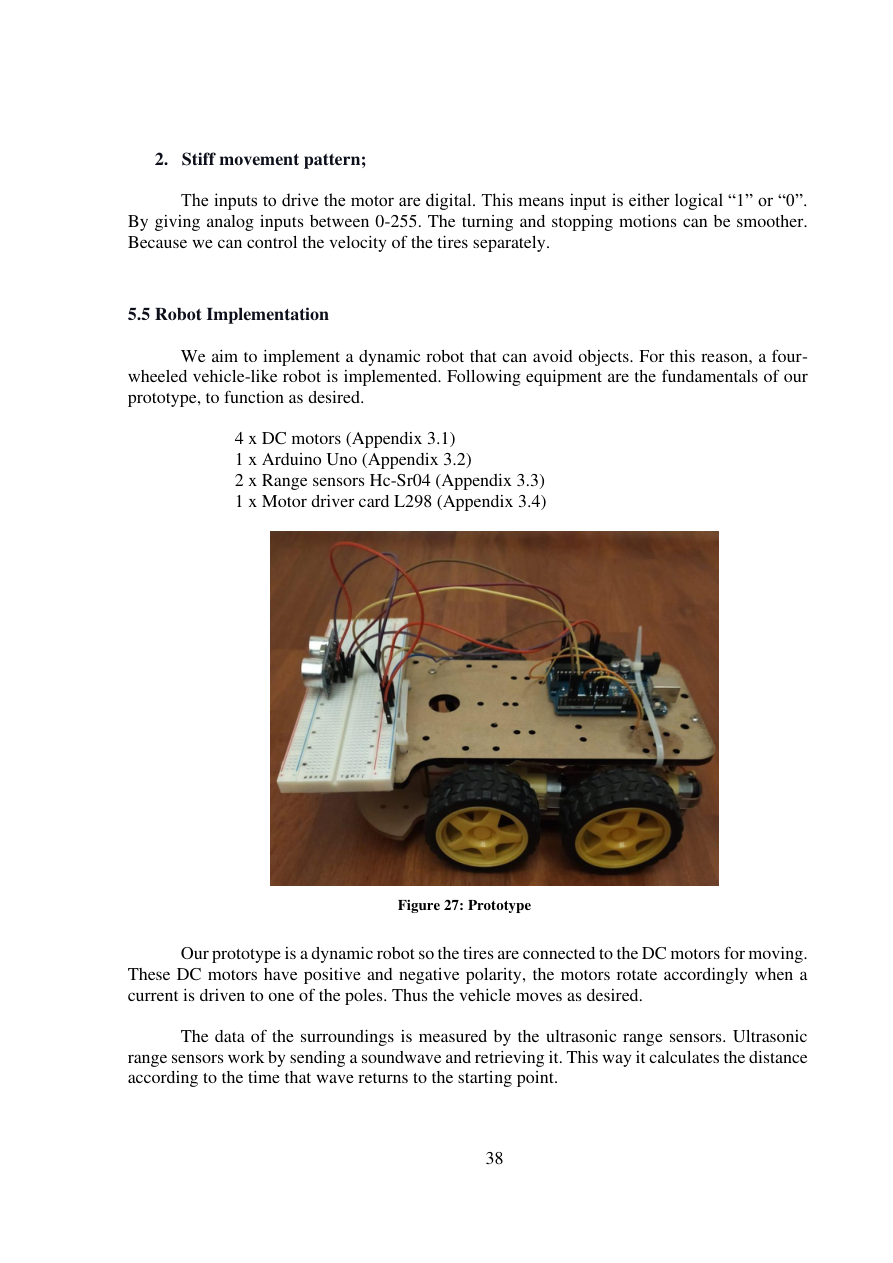 2. Stiff movement pattern;
The inputs to drive the motor are digital. This means input is either logical “1” or “0”.
By giving analog inputs between 0-255. The turning and stopping motions can be smoother.
Because we can control the velocity of the tires separately.
5.5 Robot Implementation
We aim to implement a dynamic robot that can avoid objects. For this reason, a four-
wheeled vehicle-like robot is implemented. Following equipment are the fundamentals of our
prototype, to function as desired.
4 x DC motors (Appendix 3.1)
1 x Arduino Uno (Appendix 3.2)
2 x Range sensors Hc-Sr04 (Appendix 3.3)
1 x Motor driver card L298 (Appendix 3.4)
Figure 27: Prototype
Our prototype is a dynamic robot so the tires are connected to the DC motors for moving.
These DC motors have positive and negative polarity, the motors rotate accordingly when a
current is driven to one of the poles. Thus the vehicle moves as desired.
The data of the surroundings is measured by the ultrasonic range sensors. Ultrasonic
range sensors work by sending a soundwave and retrieving it. This way it calculates the distance
according to the time that wave returns to the starting point.
38